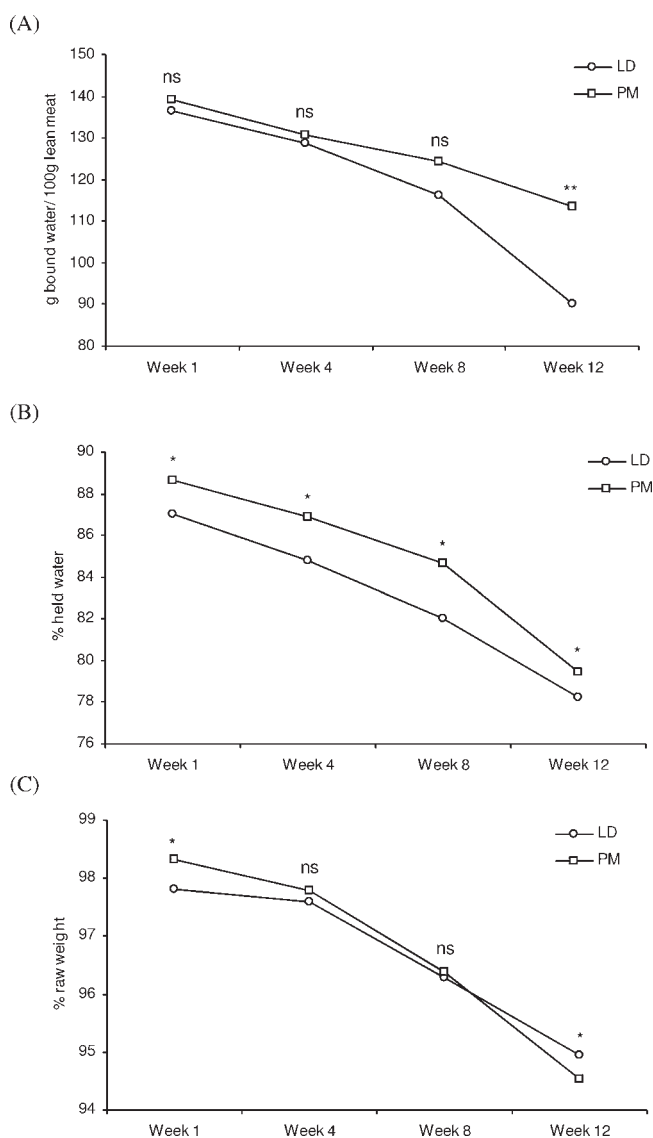 (A)
150
140
130
120
110
100
90
80
g bound water/ 100g lean meat
ns
ns
ns
**
LD
PM
Week 1
Week 4
Week 8
Week 12
(B)
90
88
86
84
82
80
78
76
% held water
*
*
*
*
LD
PM
Week 1
Week 4
Week 8
Week 12
(C)
99
98
97
96
95
94
% raw weight
*
ns
ns
*
LD
PM
Week 1
Week 4
Week 8
Week 12